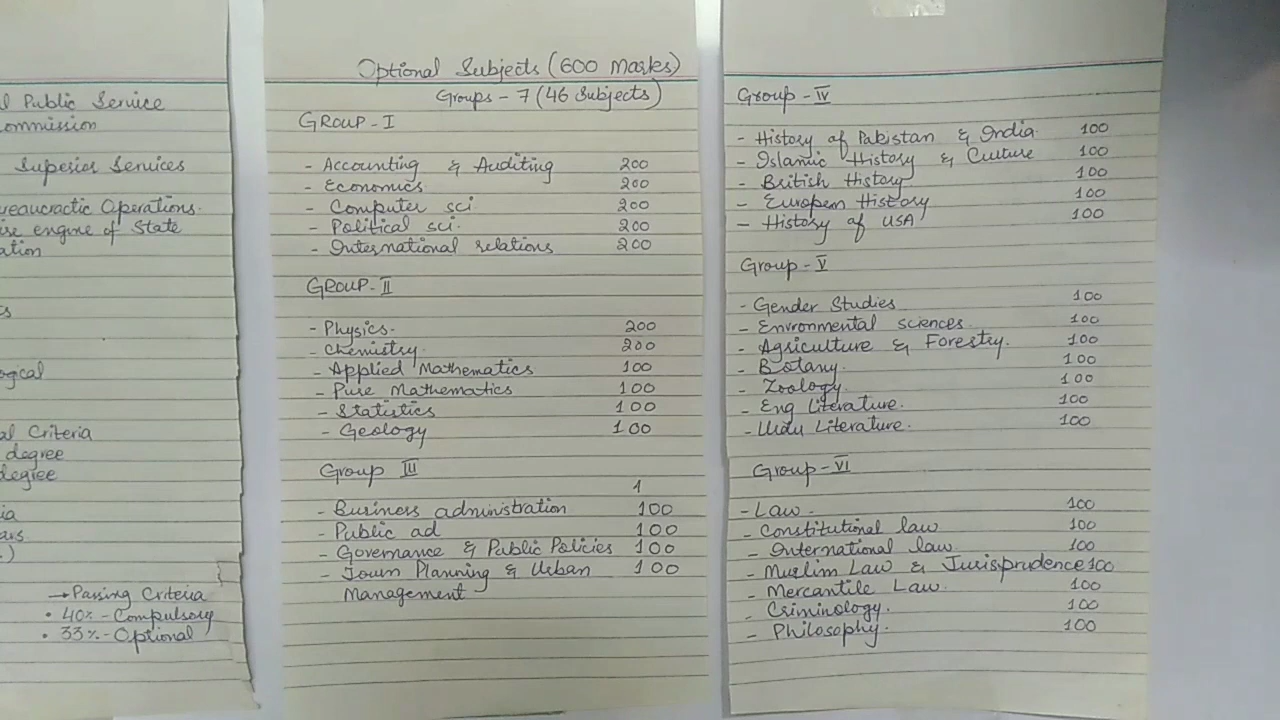 l Public Service
ommission
Superior Services
ureaucractic Operations.
ise engine of State
ation
ts
ogcal
al Criteria
degree
degree
ia
ars
.)
→ Passing Criteria
• 40% - Compulsory
• 33% - Optional
Optional Subjects (600 Marks)
Groups - 7 (46 Subjects)
GROUP - I
- Accounting & Auditing 200
- Economics 200
- Computer sci 200
- Political sci. 200
- International relations 200
GROUP - II
- Physics. 200
- Chemistry. 200
- Applied Mathematics 100
- Pure Mathematics 100
- Statistics 100
- Geology 100
Group III
1
- Business administration 100
- Public ad 100
- Governance & Public Policies 100
- Town Planning & Urban 100
Management
Group - IV
- History of Pakistan & India. 100
- Islamic History & Culture 100
- British History 100
- European History 100
- History of USA 100
Group - V
- Gender Studies 100
- Environmental sciences. 100
- Agriculture & Forestry. 100
- Botany. 100
- Zoology. 100
- Eng Literature. 100
- Urdu Literature. 100
Group - VI
- Law. 100
- Constitutional law 100
- International law. 100
- Muslim Law & Jurisprudence 100
- Mercantile Law. 100
- Criminology. 100
- Philosophy. 100